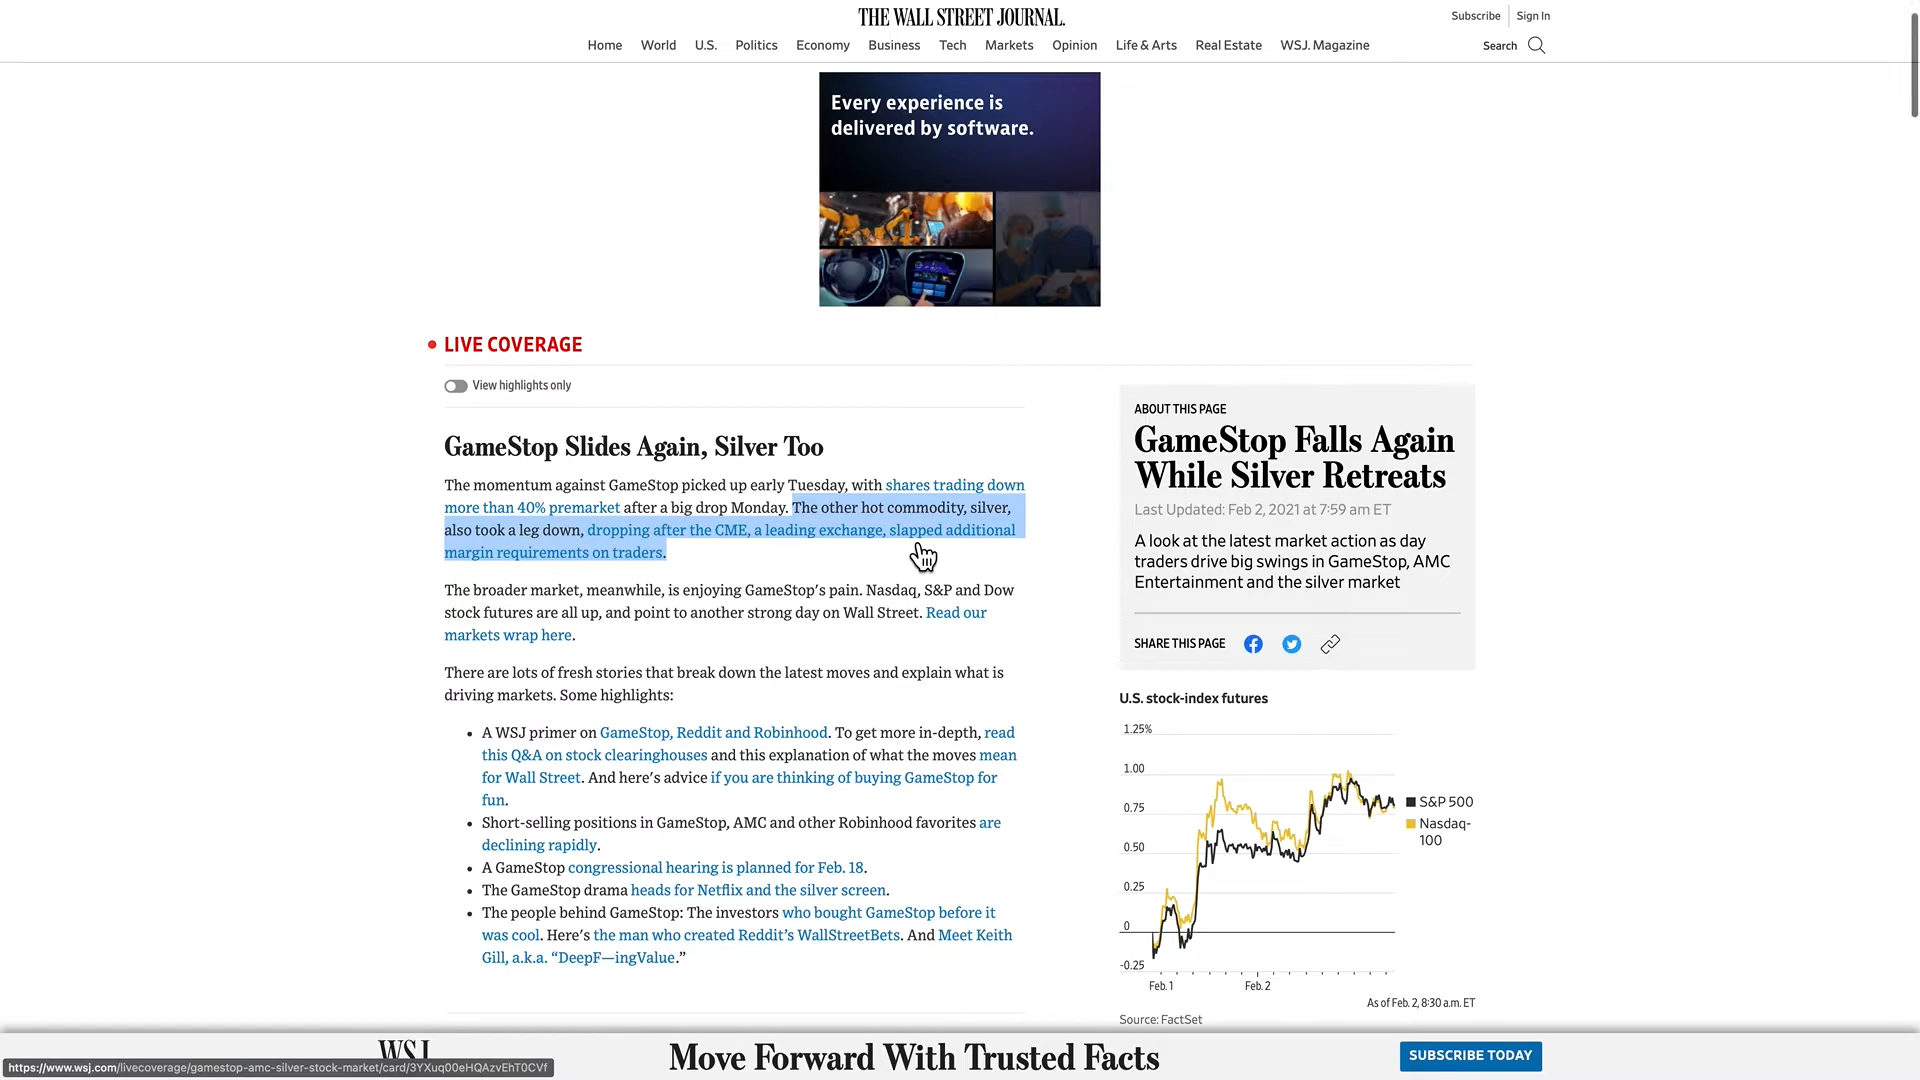 THE WALL STREET JOURNAL.
Subscribe
Sign In
Home World U.S. Politics Economy Business Tech Markets Opinion Life & Arts Real Estate WSJ. Magazine
Search
Every experience is
delivered by software.
LIVE COVERAGE
View highlights only
GameStop Slides Again, Silver Too
The momentum against GameStop picked up early Tuesday, with shares trading down
more than 40% premarket after a big drop Monday. The other hot commodity, silver,
also took a leg down, dropping after the CME, a leading exchange, slapped additional
margin requirements on traders.
The broader market, meanwhile, is enjoying GameStop's pain. Nasdaq, S&P and Dow
stock futures are all up, and point to another strong day on Wall Street. Read our
markets wrap here.
There are lots of fresh stories that break down the latest moves and explain what is
driving markets. Some highlights:
• A WSJ primer on GameStop, Reddit and Robinhood. To get more in-depth, read
this Q&A on stock clearinghouses and this explanation of what the moves mean
for Wall Street. And here's advice if you are thinking of buying GameStop for
fun.
• Short-selling positions in GameStop, AMC and other Robinhood favorites are
declining rapidly.
• A GameStop congressional hearing is planned for Feb. 18.
• The GameStop drama heads for Netflix and the silver screen.
• The people behind GameStop: The investors who bought GameStop before it
was cool. Here's the man who created Reddit's WallStreetBets. And Meet Keith
Gill, a.k.a. “DeepF—ingValue.”
ABOUT THIS PAGE
GameStop Falls Again
While Silver Retreats
Last Updated: Feb 2, 2021 at 7:59 am ET
A look at the latest market action as day
traders drive big swings in GameStop, AMC
Entertainment and the silver market
SHARE THIS PAGE
U.S. stock-index futures
1.25%
1.00
0.75
0.50
0.25
0
-0.25
S&P 500
Nasdaq-
100
Feb. 1
Feb. 2
As of Feb. 2, 8:30 a.m. ET
Source: FactSet
WSJ
Move Forward With Trusted Facts
SUBSCRIBE TODAY
https://www.wsj.com/livecoverage/gamestop-amc-silver-stock-market/card/3YXuq00eHQAzvEhT0CVf